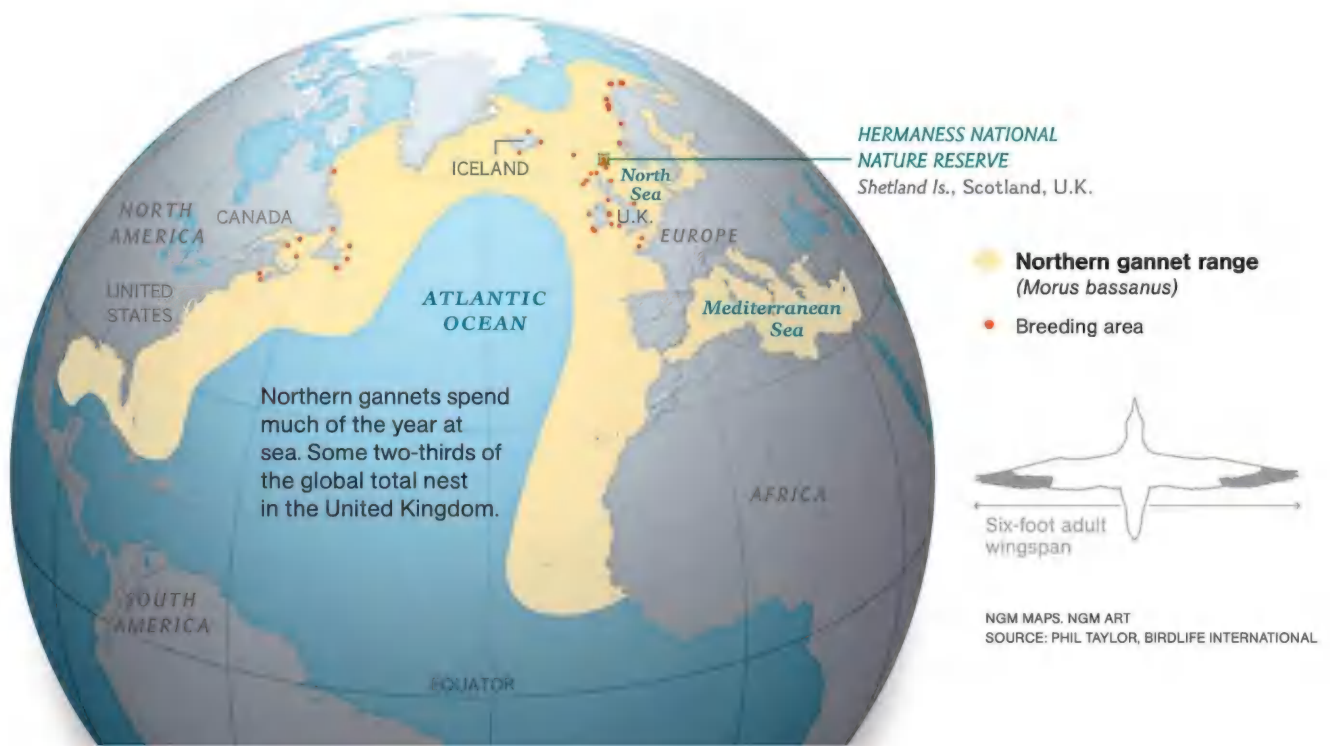 HERMANESS NATIONAL
NATURE RESERVE
Shetland Is., Scotland, U.K.
ICELAND
North
Sea
U.K.
NORTH
AMERICA
CANADA
EUROPE
UNITED
STATES
ATLANTIC
OCEAN
Mediterranean
Sea
Northern gannet range
(Morus bassanus)
Breeding area
Northern gannets spend
much of the year at
sea. Some two-thirds of
the global total nest
in the United Kingdom.
AFRICA
Six-foot adult
wingspan
SOUTH
AMERICA
EQUATOR
NGM MAPS. NGM ART
SOURCE: PHIL TAYLOR, BIRDLIFE INTERNATIONAL